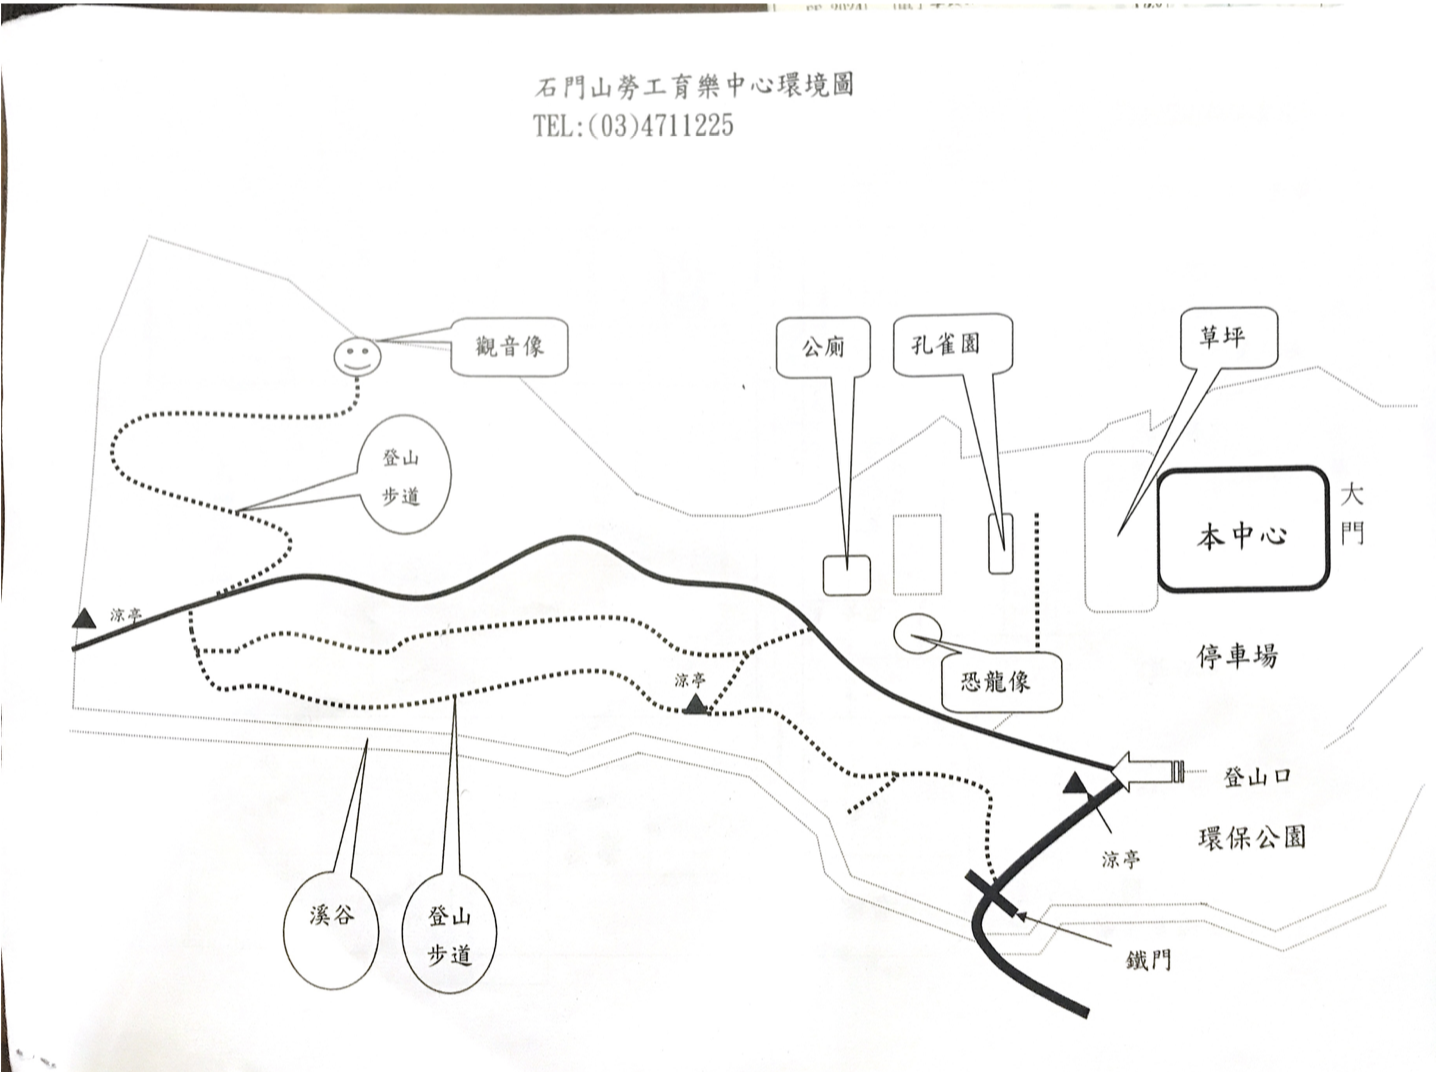 石門山勞工育樂中心環境圖
TEL:(03)4711225
觀音像
公廁
孔雀園
草坪
登山
步道
大
門
本中心
涼亭
停車場
涼亭
恐龍像
登山口
環保公園
涼亭
溪谷
登山
步道
鐵門